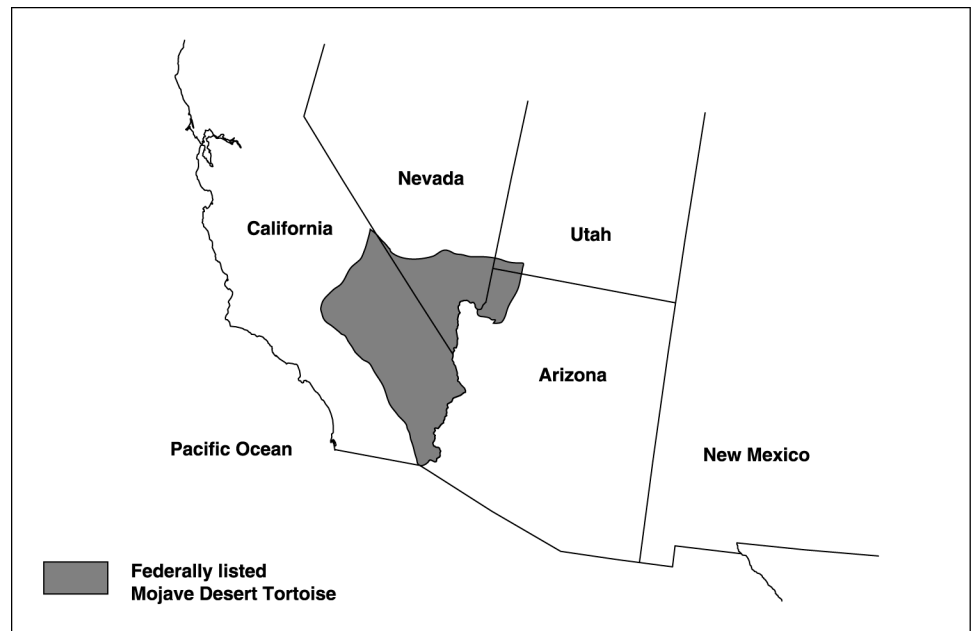 Nevada
California
Utah
Arizona
Pacific Ocean
New Mexico
Federally listed
Mojave Desert Tortoise